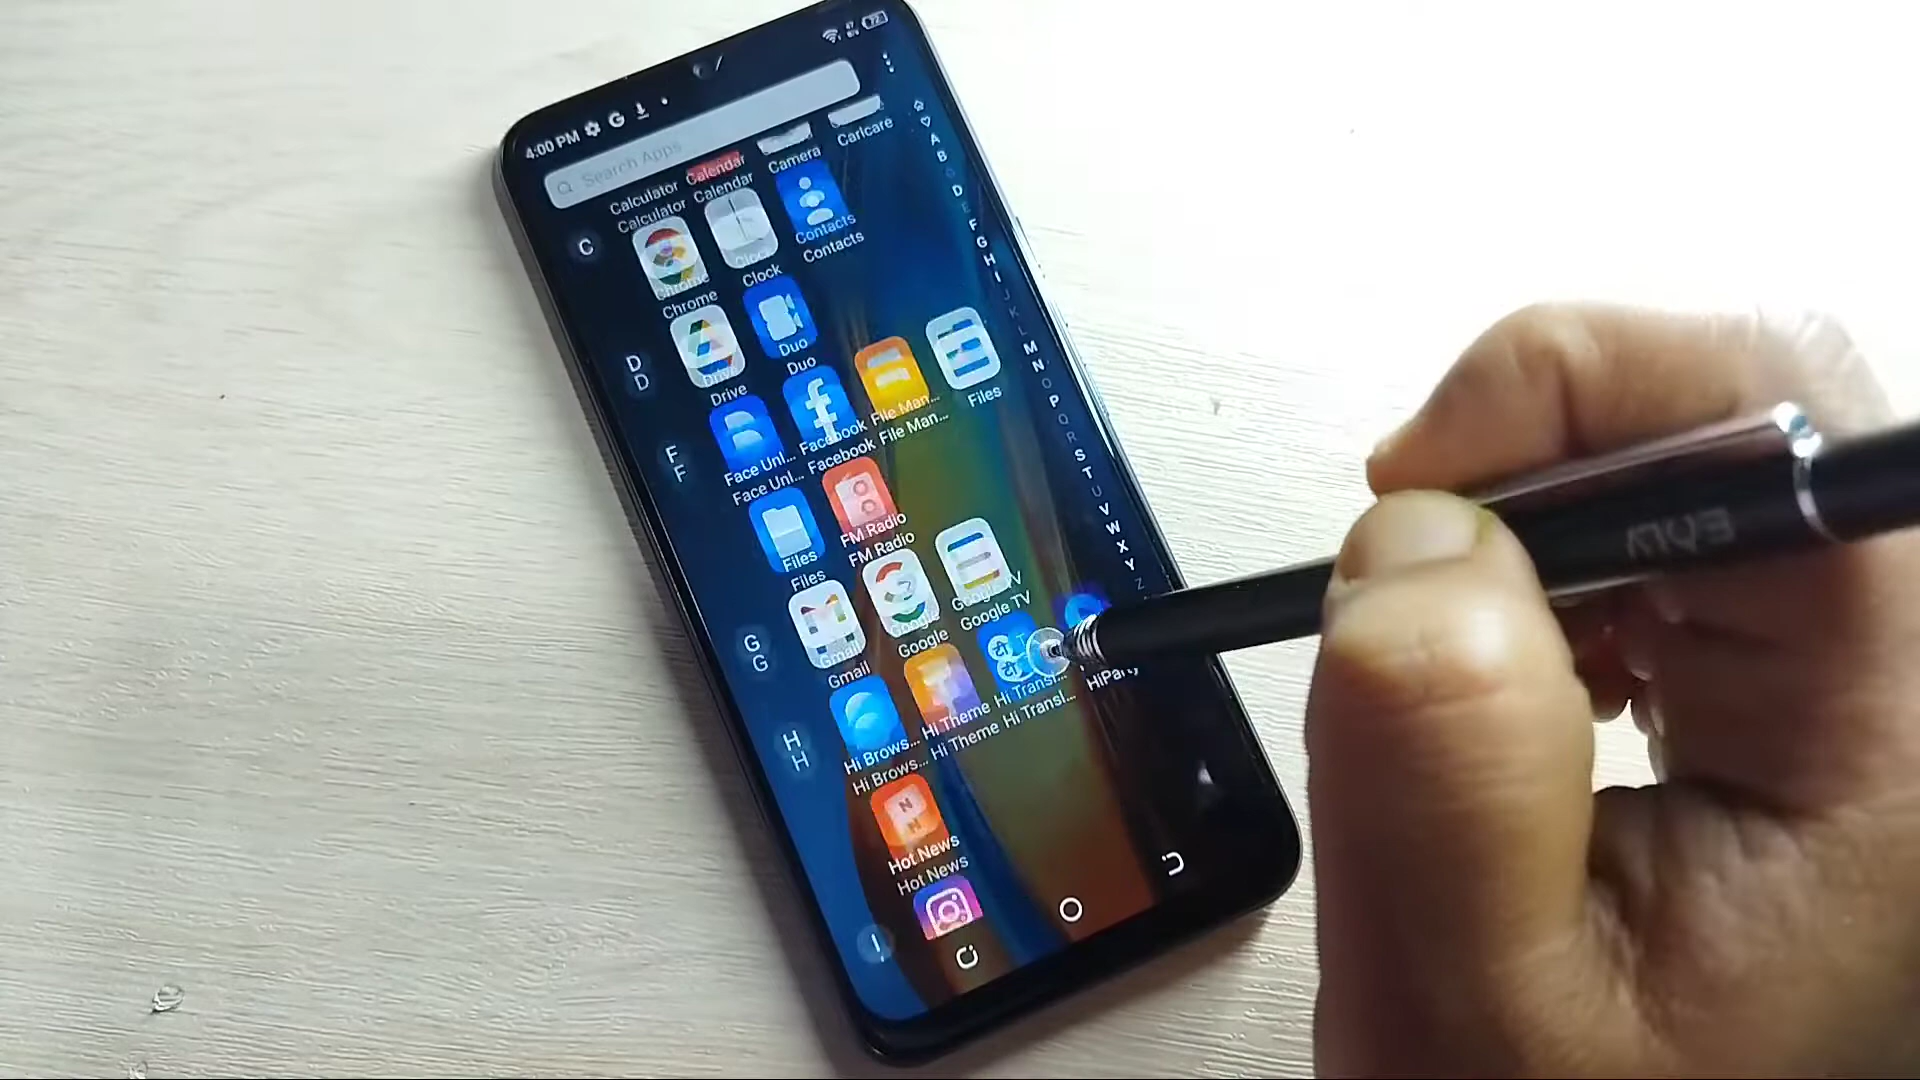 4:00 PM
Search Apps
Calculator
Calculator
Calendar
Calendar
Camera
Carlcare
C
Chrome
Chrome
Clock
Clock
Contacts
Contacts
D
D
Drive
Drive
Duo
Duo
F
F
Face Unl...
Face Unl...
Facebook
Facebook
File Man...
File Man...
Files
Files
Files
FM Radio
FM Radio
G
G
Gmail
Gmail
Google
Google
Google TV
Google TV
H
H
Hi Brows...
Hi Brows...
Hi Theme
Hi Theme
Hi Transl...
Hi Transl...
HiParty
Hot News
Hot News
I
A
B
D
E
F
G
H
I
J
K
L
M
N
O
P
Q
R
S
T
U
V
W
X
Y
Z